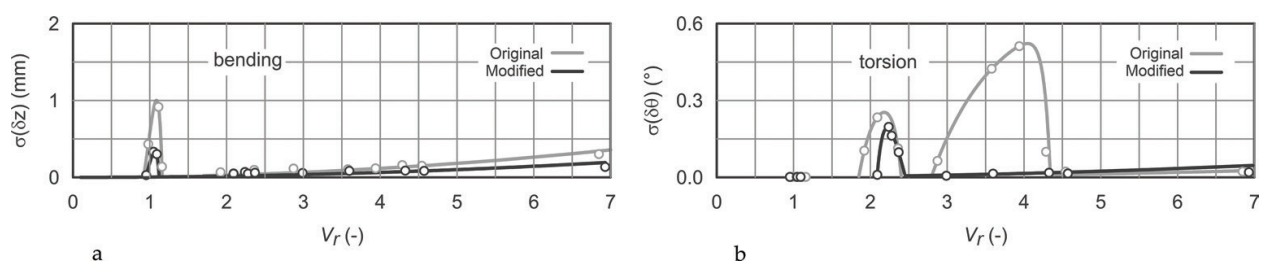 2
1
0
σ(δz) (mm)
bending
Original
Modified
0 1 2 3 4 5 6 7
Vr (-)
a
0.6
0.3
0.0
σ(δθ) (°)
torsion
Original
Modified
0 1 2 3 4 5 6 7
Vr (-)
b